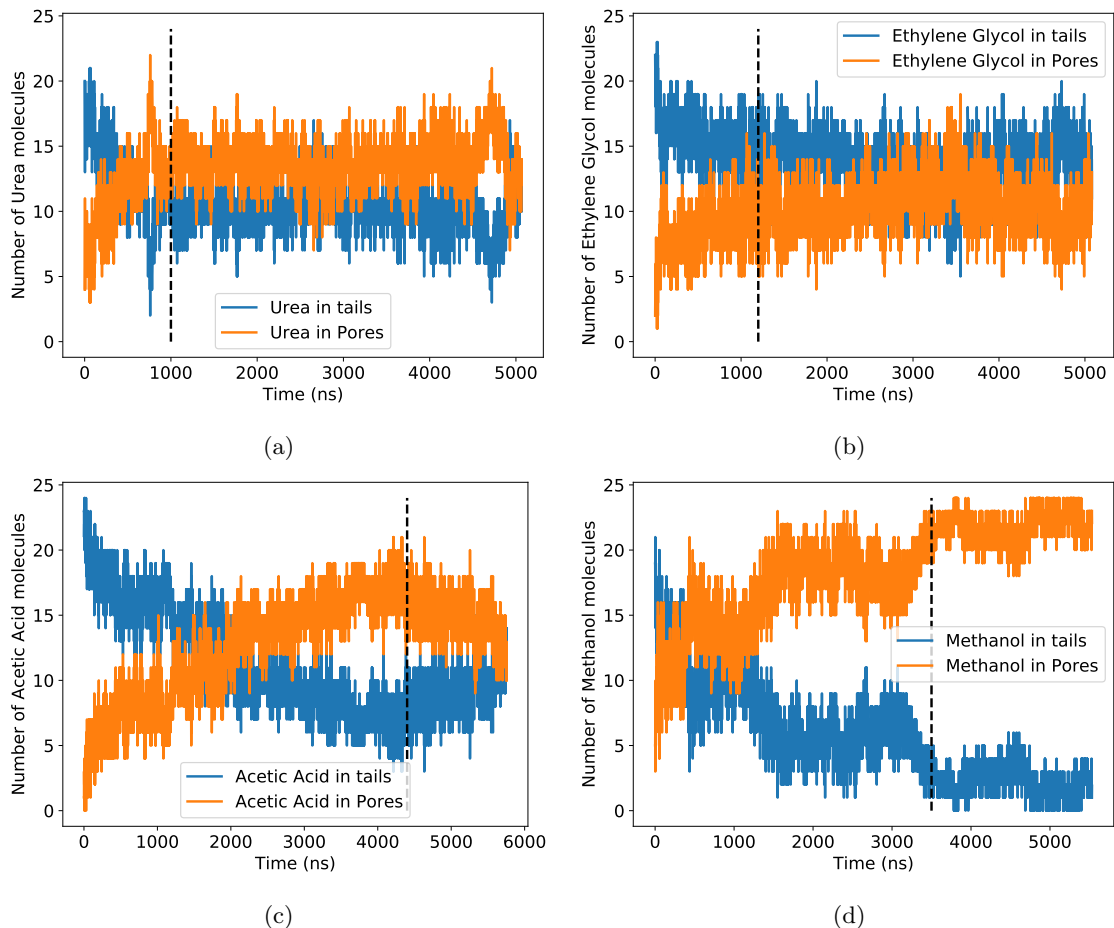 25
20
15
10
5
0
Number of Urea molecules
Urea in tails
Urea in Pores
0 1000 2000 3000 4000 5000
Time (ns)
(a)
25
20
15
10
5
0
Number of Ethylene Glycol molecules
Ethylene Glycol in tails
Ethylene Glycol in Pores
0 1000 2000 3000 4000 5000
Time (ns)
(b)
25
20
15
10
5
0
Number of Acetic Acid molecules
Acetic Acid in tails
Acetic Acid in Pores
0 1000 2000 3000 4000 5000 6000
Time (ns)
(c)
25
20
15
10
5
0
Number of Methanol molecules
Methanol in tails
Methanol in Pores
0 1000 2000 3000 4000 5000
Time (ns)
(d)